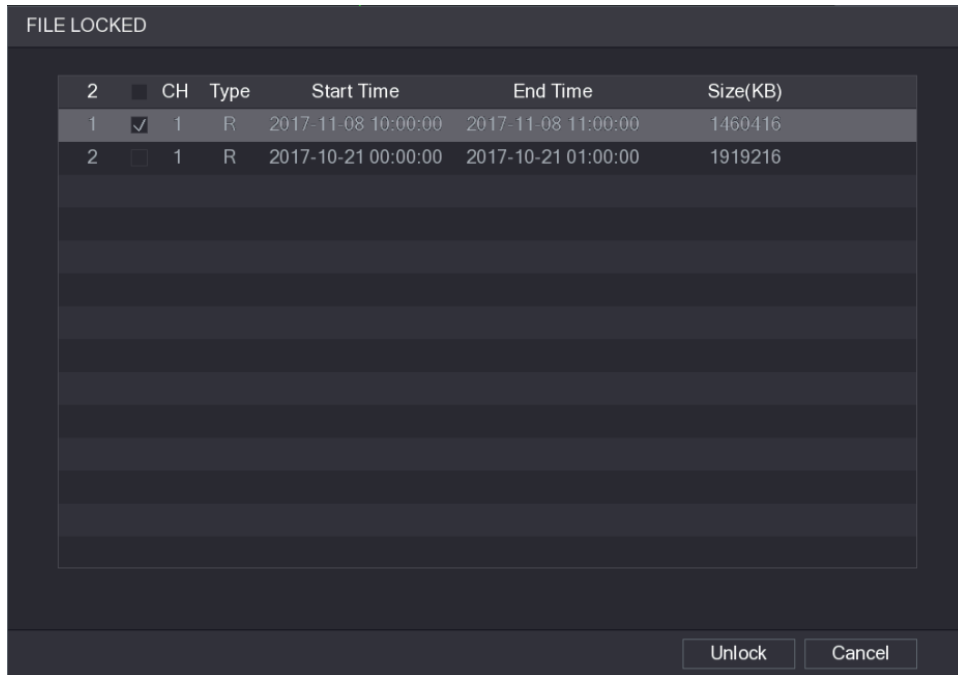 FILE LOCKED
2 CH Type Start Time End Time Size(KB)
1 1 R 2017-11-08 10:00:00 2017-11-08 11:00:00 1460416
2 1 R 2017-10-21 00:00:00 2017-10-21 01:00:00 1919216
Unlock Cancel